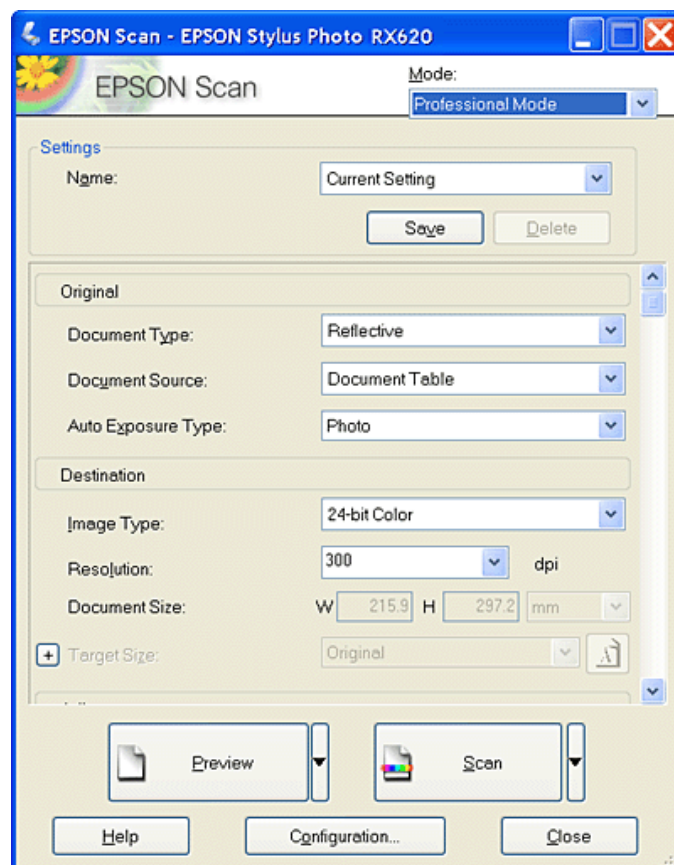 EPSON Scan - EPSON Stylus Photo RX620
EPSON Scan
Mode:
Professional Mode
Settings
Name:
Current Setting
Save
Delete
Original
Document Type:
Reflective
Document Source:
Document Table
Auto Exposure Type:
Photo
Destination
Image Type:
24-bit Color
Resolution:
300
dpi
Document Size:
W
215.9
H
297.2
mm
Target Size:
Original
Preview
Scan
Help
Configuration...
Close